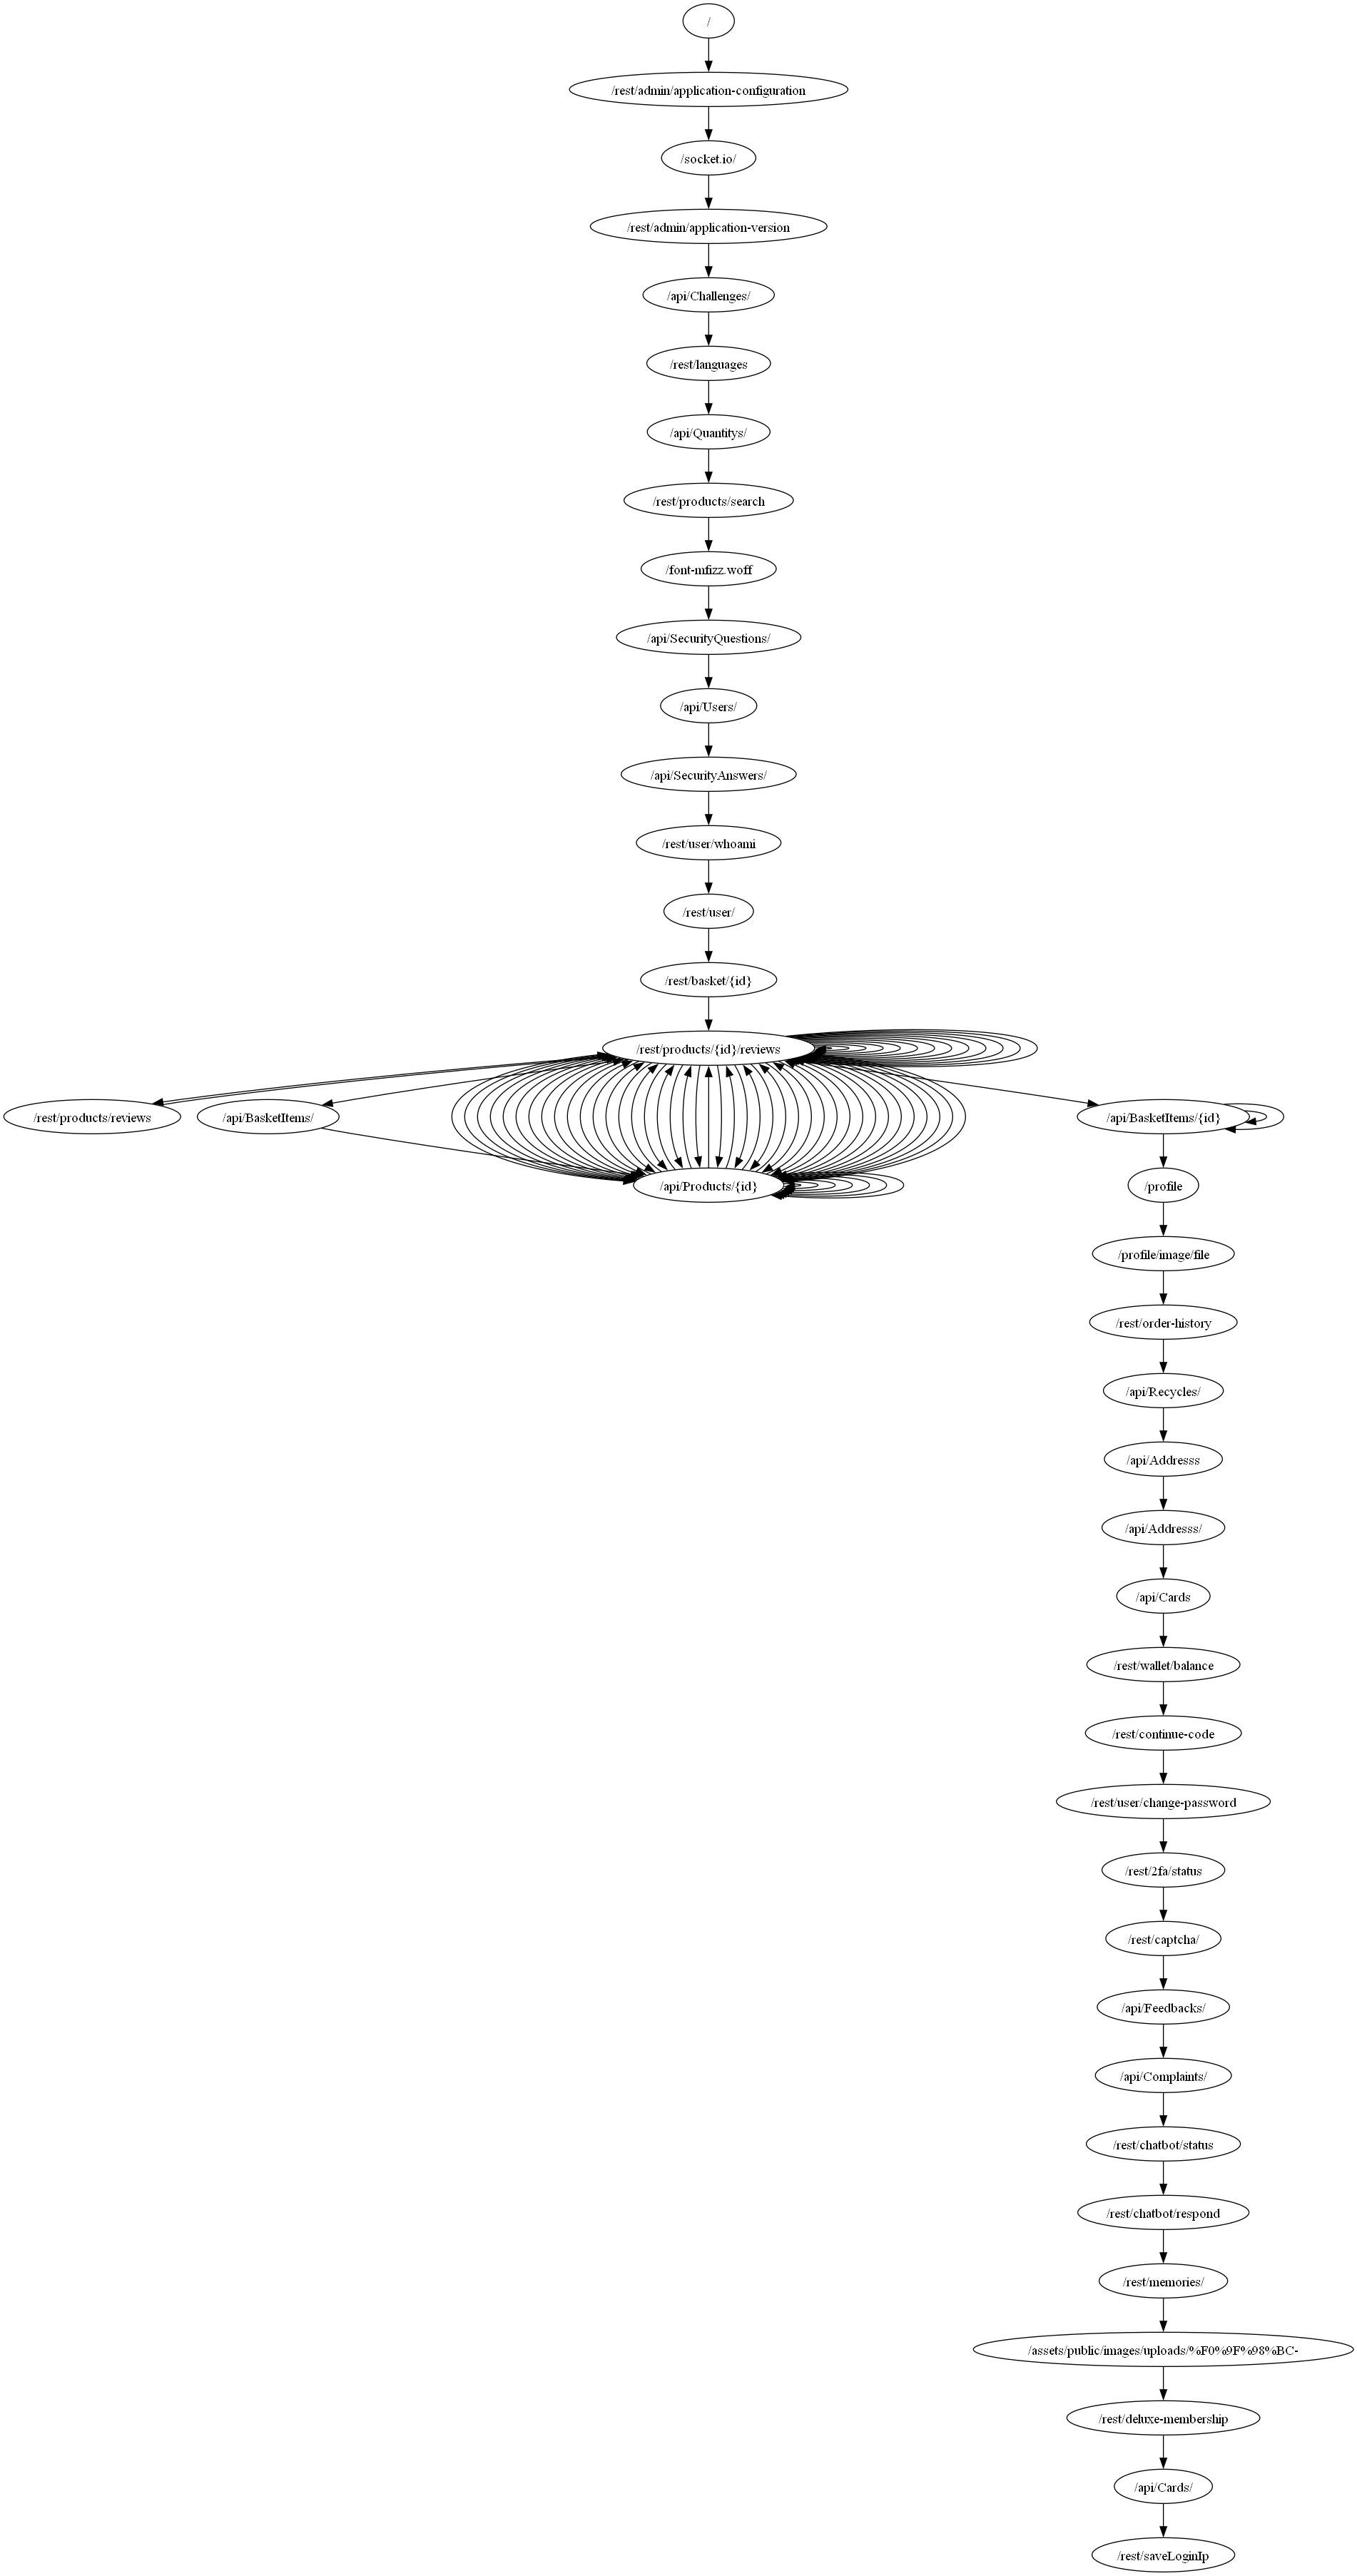 /
/rest/admin/application-configuration
/socket.io/
/rest/admin/application-version
/api/Challenges/
/rest/languages
/api/Quantitys/
/rest/products/search
/font-mfizz.woff
/api/SecurityQuestions/
/api/Users/
/api/SecurityAnswers/
/rest/user/whoami
/rest/user/
/rest/basket/{id}
/rest/products/{id}/reviews
/rest/products/reviews
/api/BasketItems/
/api/BasketItems/{id}
/api/Products/{id}
/profile
/profile/image/file
/rest/order-history
/api/Recycles/
/api/Addresss
/api/Addresss/
/api/Cards
/rest/wallet/balance
/rest/continue-code
/rest/user/change-password
/rest/2fa/status
/rest/captcha/
/api/Feedbacks/
/api/Complaints/
/rest/chatbot/status
/rest/chatbot/respond
/rest/memories/
/assets/public/images/uploads/%F0%9F%98%BC-
/rest/deluxe-membership
/api/Cards/
/rest/saveLoginIp